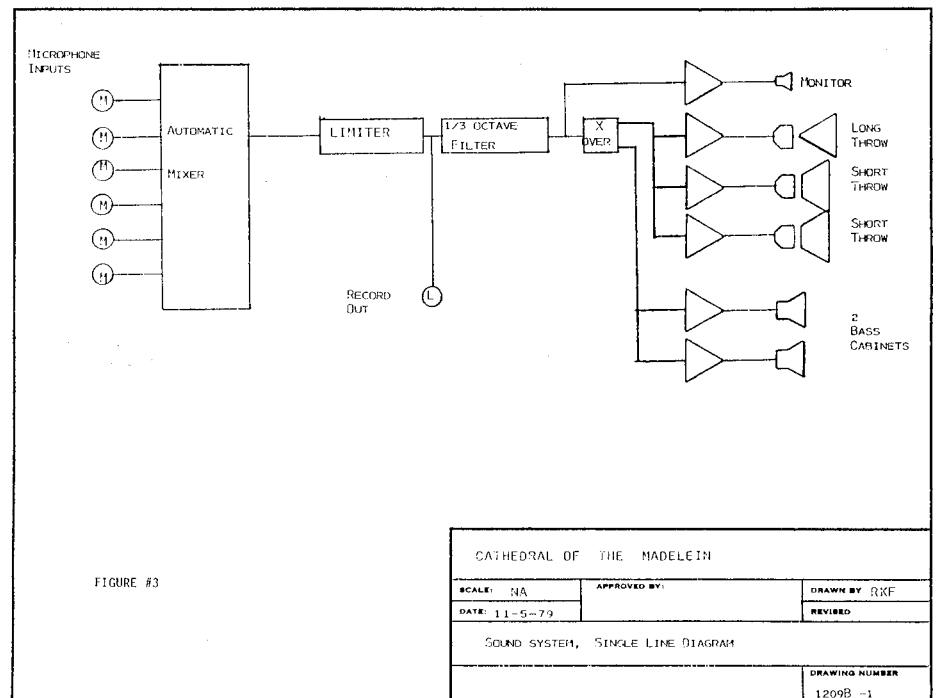 MICROPHONE
INPUTS
M
M
M
M
M
M
AUTOMATIC
MIXER
LIMITER
1/3 OCTAVE
FILTER
X
OVER
MONITOR
LONG
THROW
SHORT
THROW
SHORT
THROW
RECORD
OUT
L
2
BASS
CABINETS
FIGURE #3
CATHEDRAL OF THE MADELEIN
SCALE: NA
APPROVED BY:
DRAWN BY RKF
DATE: 11-5-79
REVISED
SOUND SYSTEM, SINGLE LINE DIAGRAM
DRAWING NUMBER
1209B -1